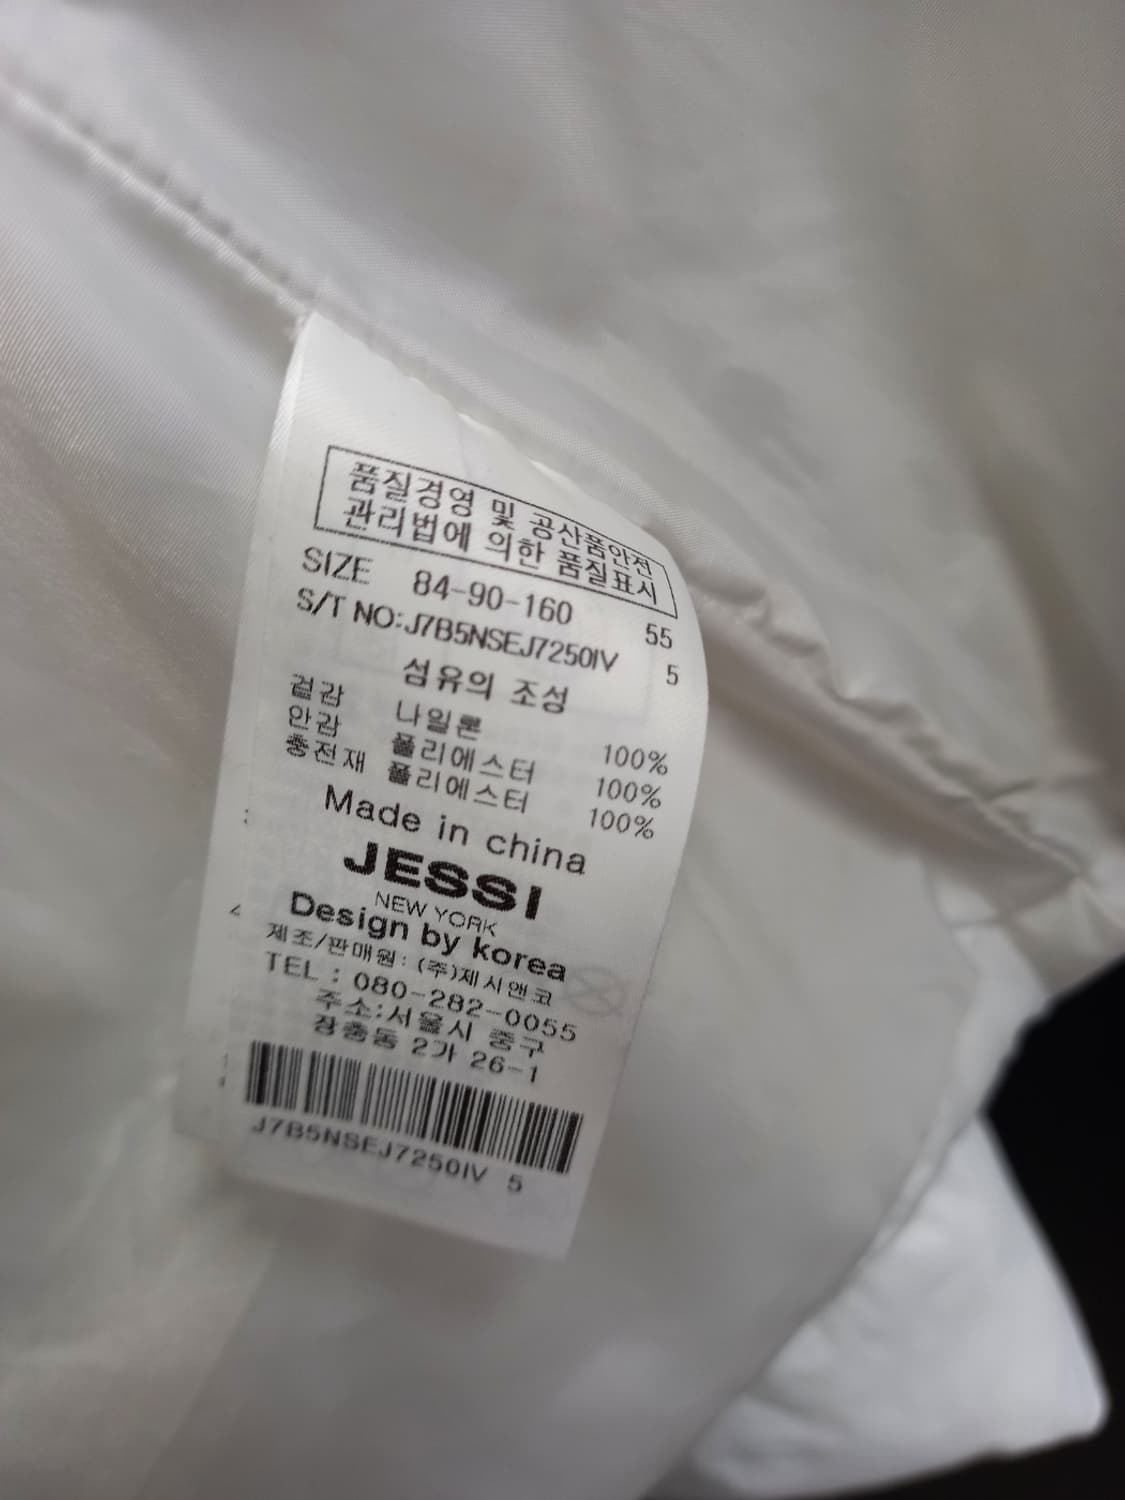 품질경영 및 공산품안전
관리법에 의한 품질표시
SIZE 84-90-160 55
S/T NO:J7B5NSEJ7250IV 5
섬유의 조성
겉감 나일론 100%
안감 폴리에스터 100%
충전재 폴리에스터 100%
Made in china
JESSI
NEW YORK
Design by korea
제조/판매원: (주)제시앤코
TEL : 080-282-0055
주소:서울시 중구
장충동 2가 26-1
J7B5NSEJ7250IV 5